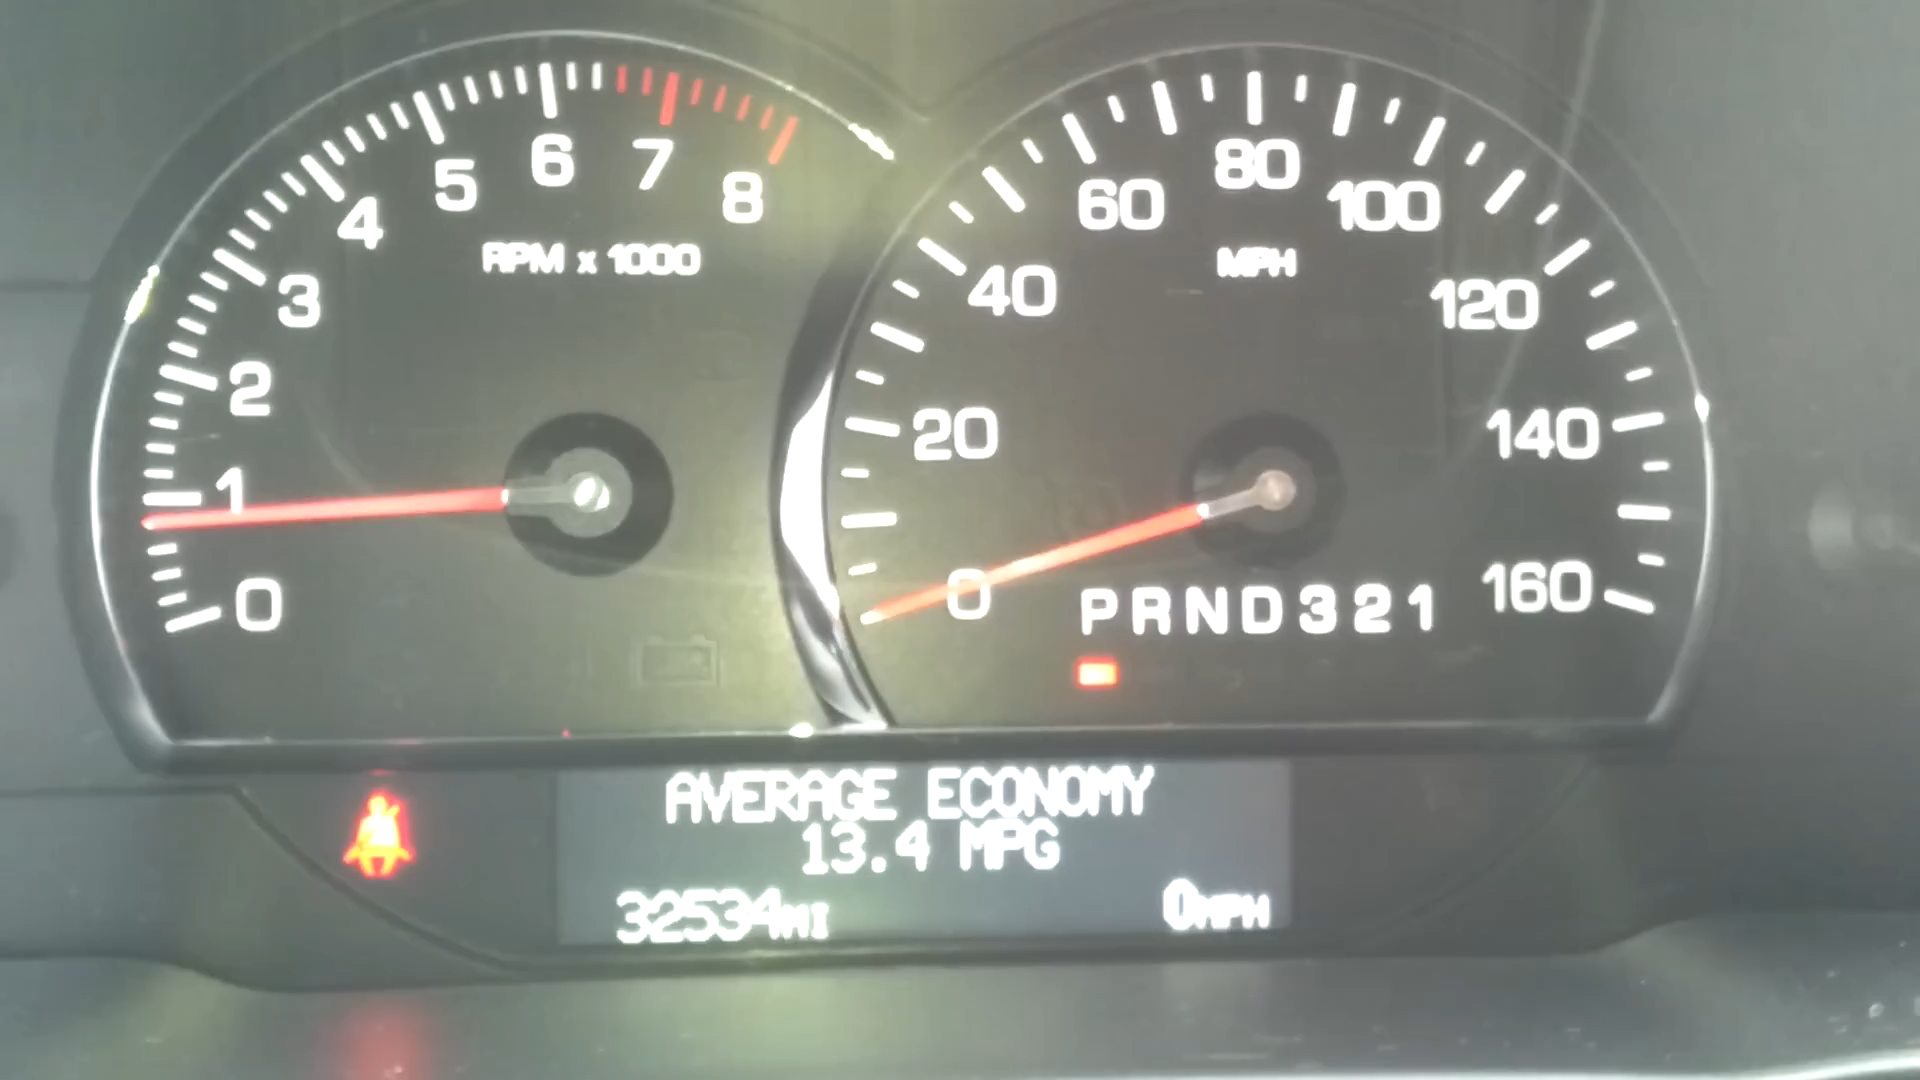 0 1 2 3 4 5 6 7 8
RPM x 1000
0 20 40 60 80 100 120 140 160
MPH
PRND321
AVERAGE ECONOMY
13.4 MPG
32534MI 0MPH